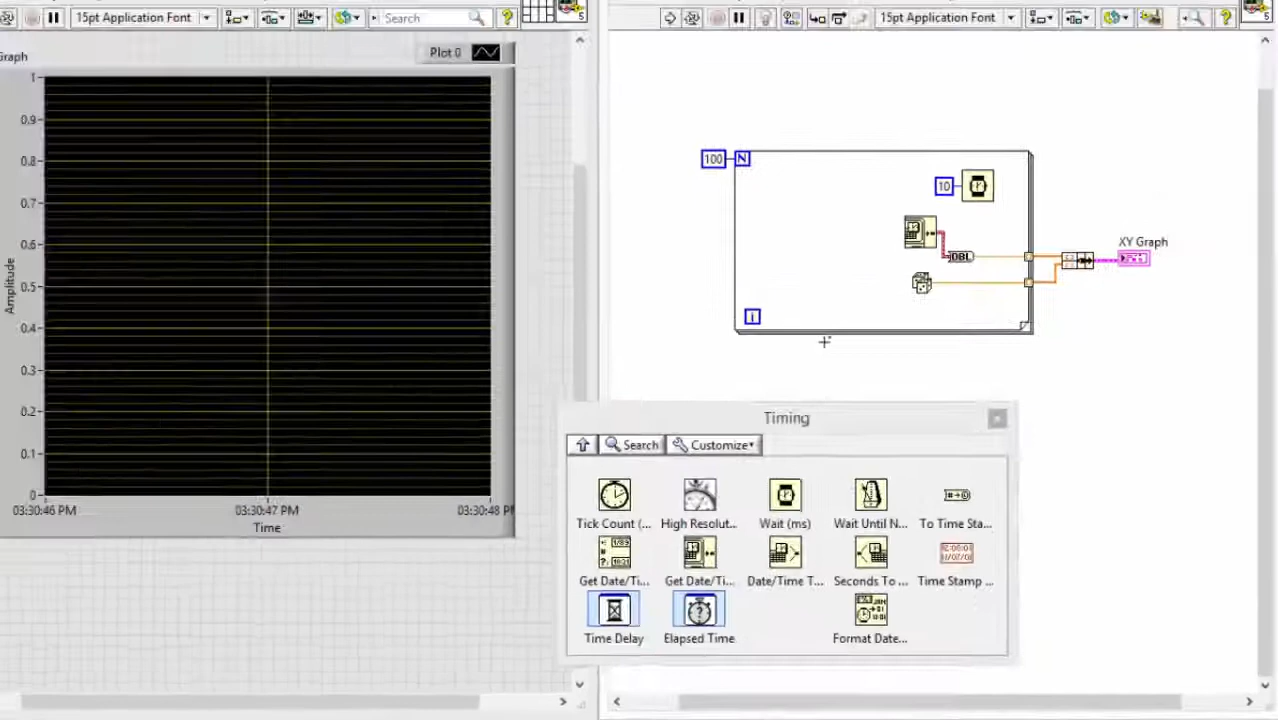 15pt Application Font
Search
?
5
15pt Application Font
?
5
Graph
Plot 0
1
0.9
0.8
0.7
0.6
0.5
0.4
0.3
0.2
0.1
0
Amplitude
03:30:46 PM
03:30:47 PM
03:30:48 P
Time
100
N
10
DBL
i
XY Graph
Timing
Search
Customize
Tick Count (...
High Resolut...
Wait (ms)
Wait Until N...
To Time Sta...
Get Date/Ti...
Get Date/Ti...
Date/Time T...
Seconds To ...
Time Stamp ...
Time Delay
Elapsed Time
Format Date...